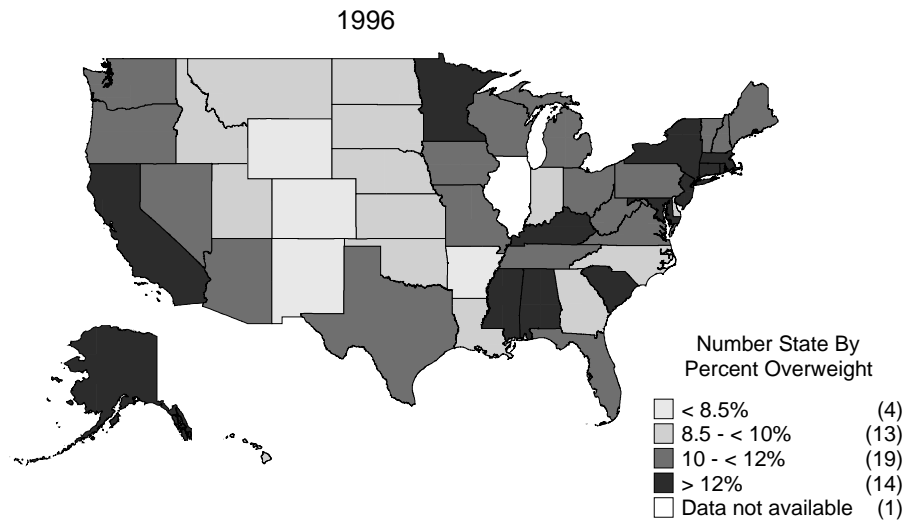 1996
Number State By
Percent Overweight
< 8.5% (4)
8.5 - < 10% (13)
10 - < 12% (19)
> 12% (14)
Data not available (1)